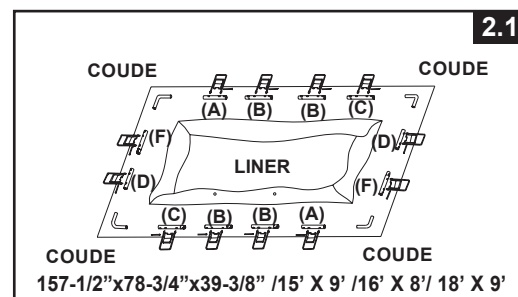 2.1
COUDE COUDE
(A) (B) (B) (C)
(F) (D)
LINER
(D) (F)
(C) (B) (B) (A)
COUDE COUDE
157-1/2”x78-3/4”x39-3/8” /15’ X 9’ /16’ X 8’/ 18’ X 9’